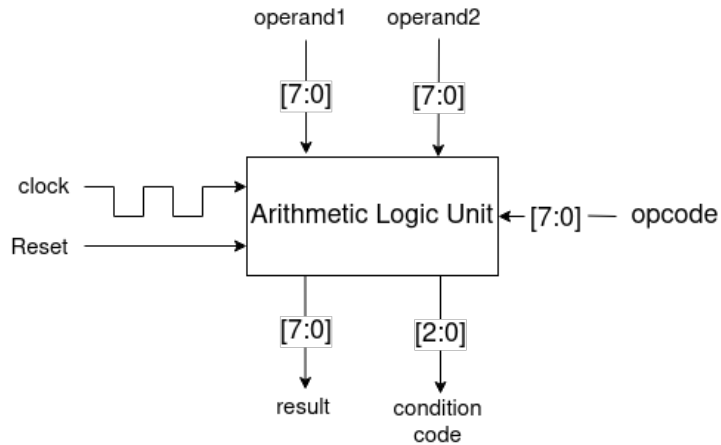 operand1 operand2
[7:0] [7:0]
clock
Arithmetic Logic Unit [7:0] opcode
Reset
[7:0] [2:0]
result condition
code